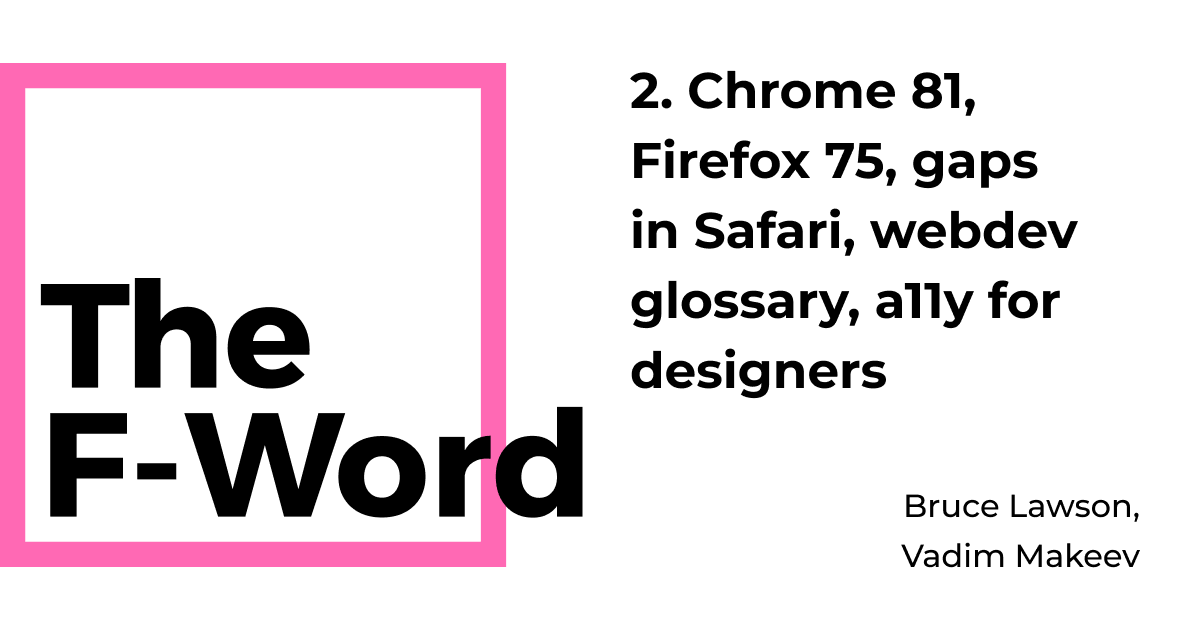 The
F-Word
2. Chrome 81,
Firefox 75, gaps
in Safari, webdev
glossary, a11y for
designers
Bruce Lawson,
Vadim Makeev